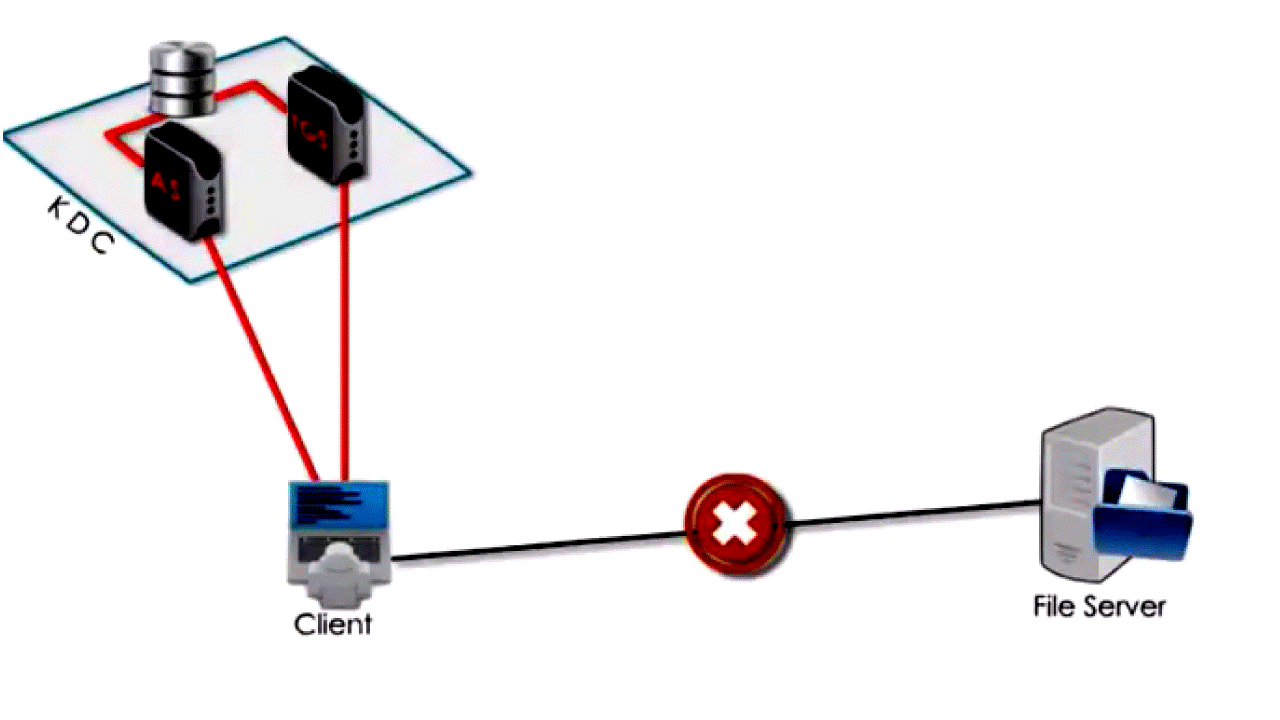 TGS
AS
KDC
Client
File Server